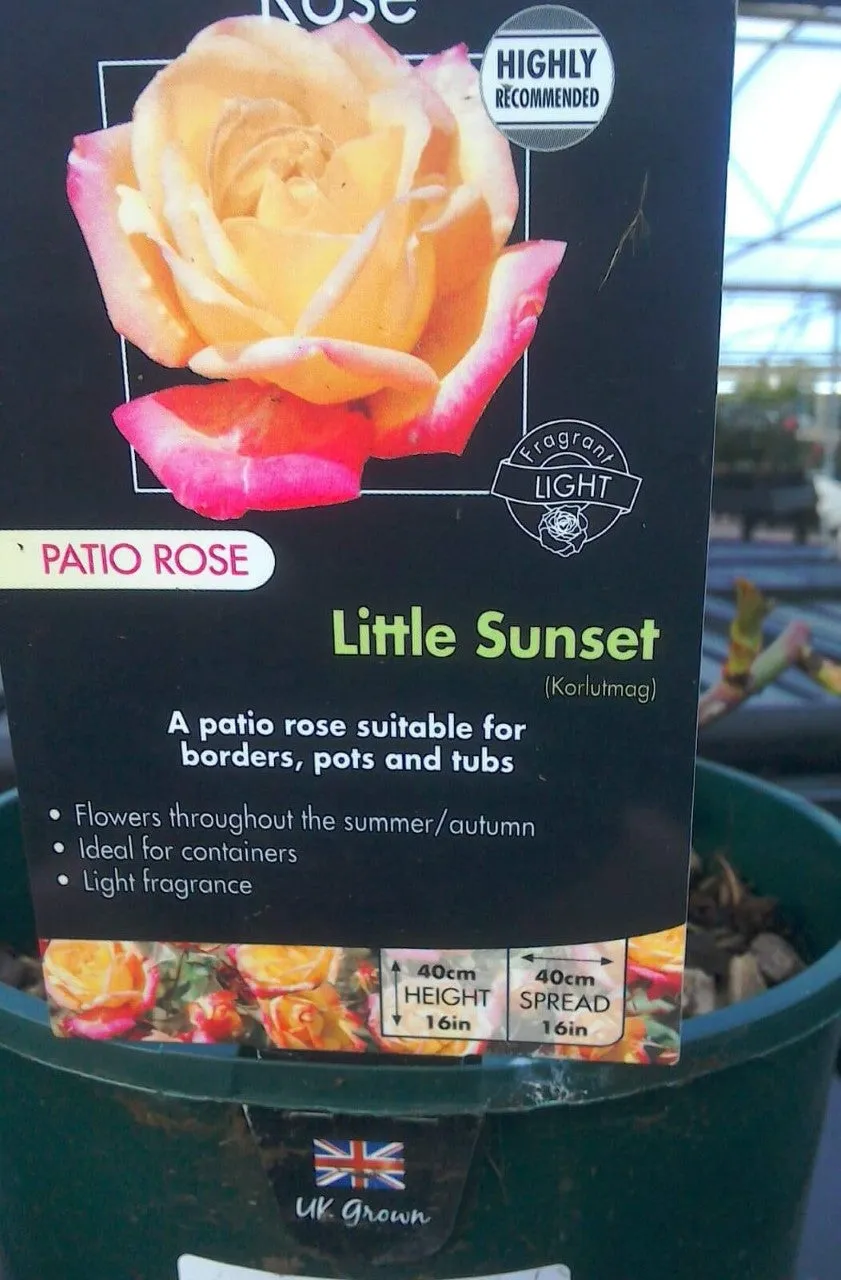 Rose
HIGHLY
RECOMMENDED
Fragrant
LIGHT
PATIO ROSE
Little Sunset
(Korlutmag)
A patio rose suitable for
borders, pots and tubs
• Flowers throughout the summer/autumn
• Ideal for containers
• Light fragrance
40cm
HEIGHT
16in
40cm
SPREAD
16in
UK Grown